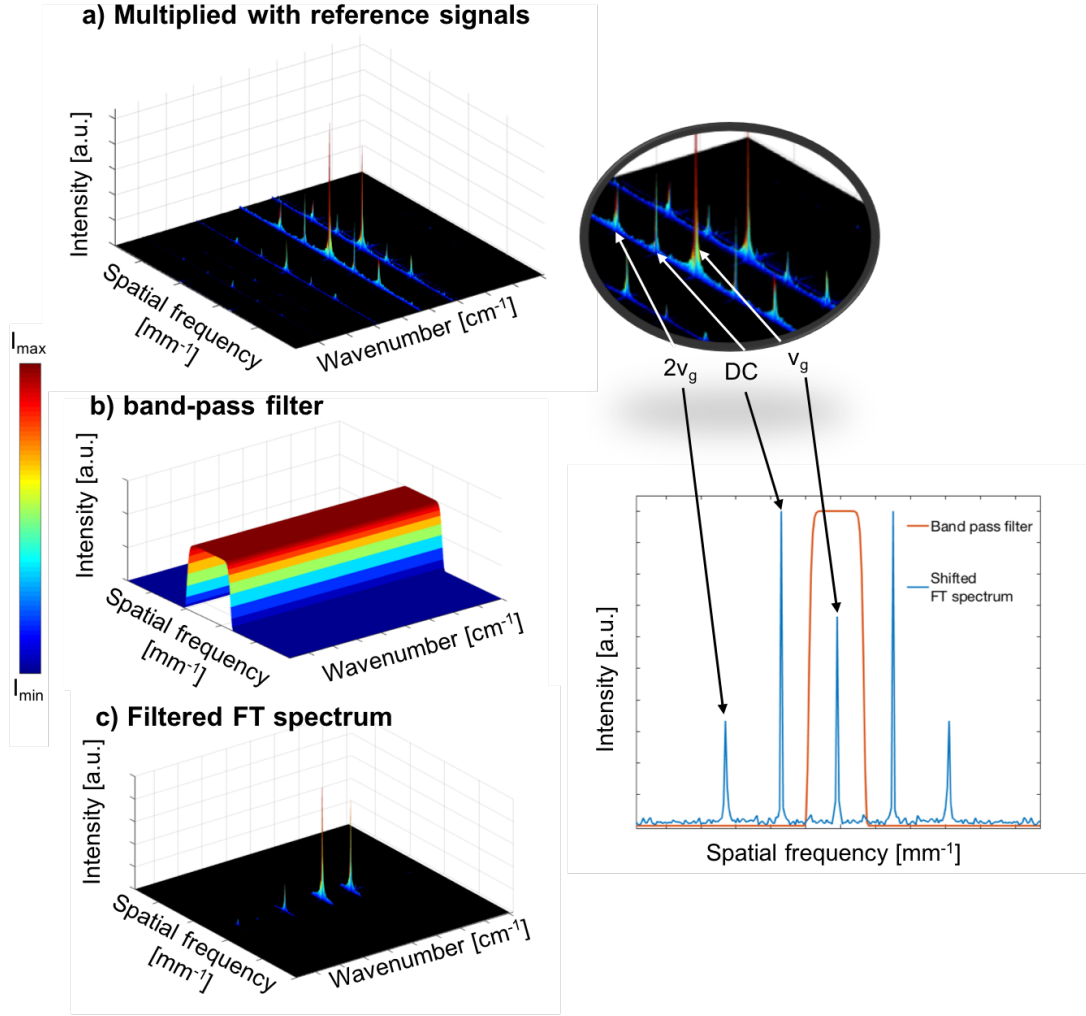 a) Multiplied with reference signals
Intensity [a.u.]
Spatial frequency
[mm⁻¹]
Wavenumber [cm⁻¹]
2νg
DC
νg
Imax
Imin
b) band-pass filter
Intensity [a.u.]
Spatial frequency
[mm⁻¹]
Wavenumber [cm⁻¹]
c) Filtered FT spectrum
Intensity [a.u.]
Spatial frequency
[mm⁻¹]
Wavenumber [cm⁻¹]
Band pass filter
Shifted
FT spectrum
Intensity [a.u.]
Spatial frequency [mm⁻¹]